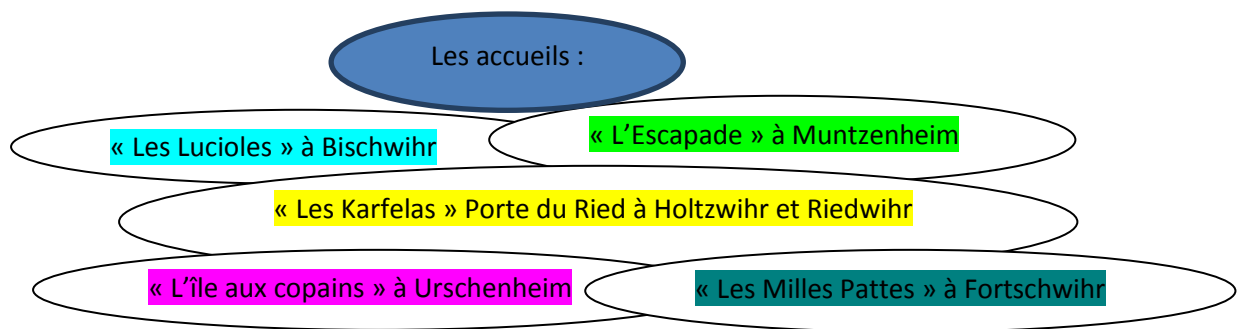 Les accueils :
« Les Lucioles » à Bischwihr
« L’Escapade » à Muntzenheim
« Les Karfelas » Porte du Ried à Holtzwihr et Riedwihr
« L’île aux copains » à Urschenheim
« Les Milles Pattes » à Fortschwihr